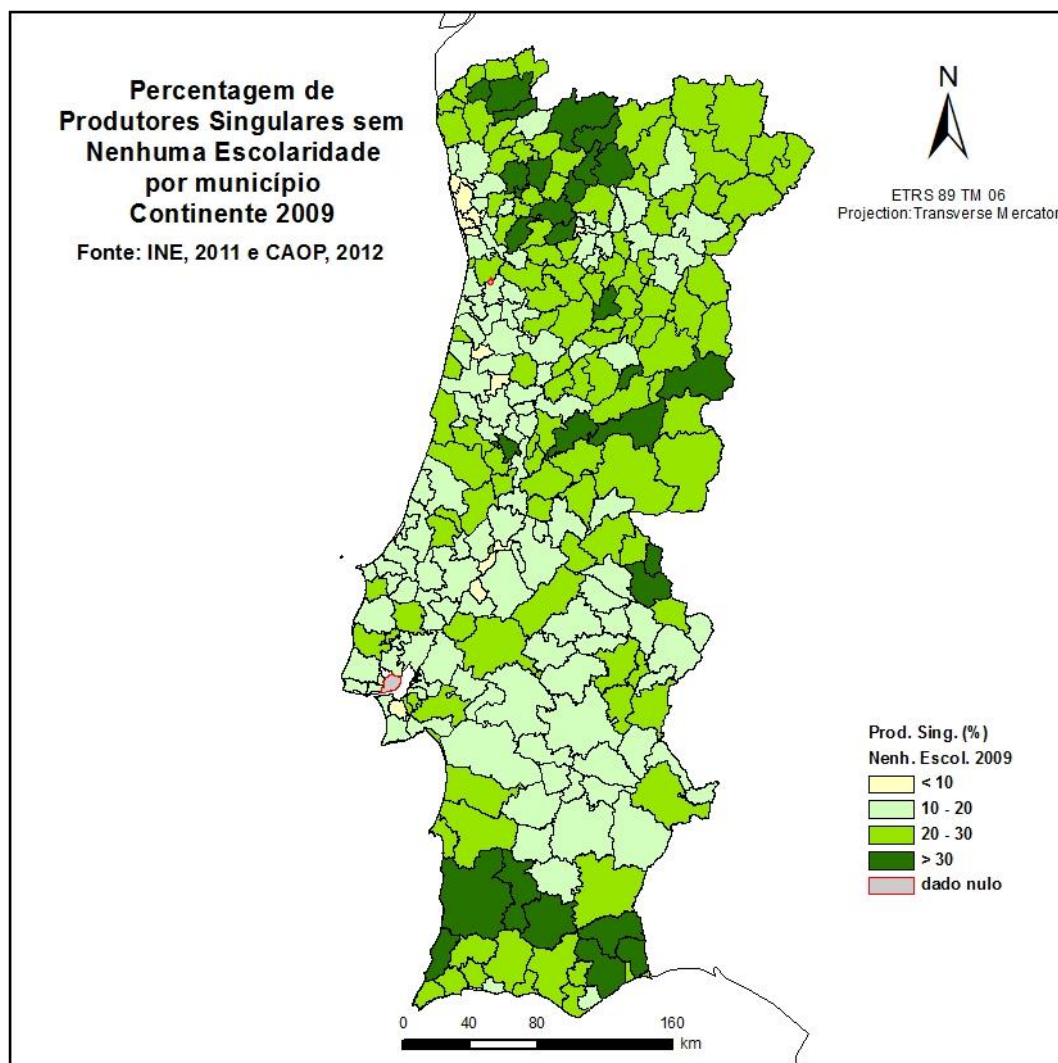 Percentagem de
Produtores Singulares sem
Nenhuma Escolaridade
por município
Continente 2009
Fonte: INE, 2011 e CAOP, 2012
N
ETRS 89 TM 06
Projection: Transverse Mercator
Prod. Sing. (%)
Nenh. Escol. 2009
< 10
10 - 20
20 - 30
> 30
dado nulo
0 40 80 160
km